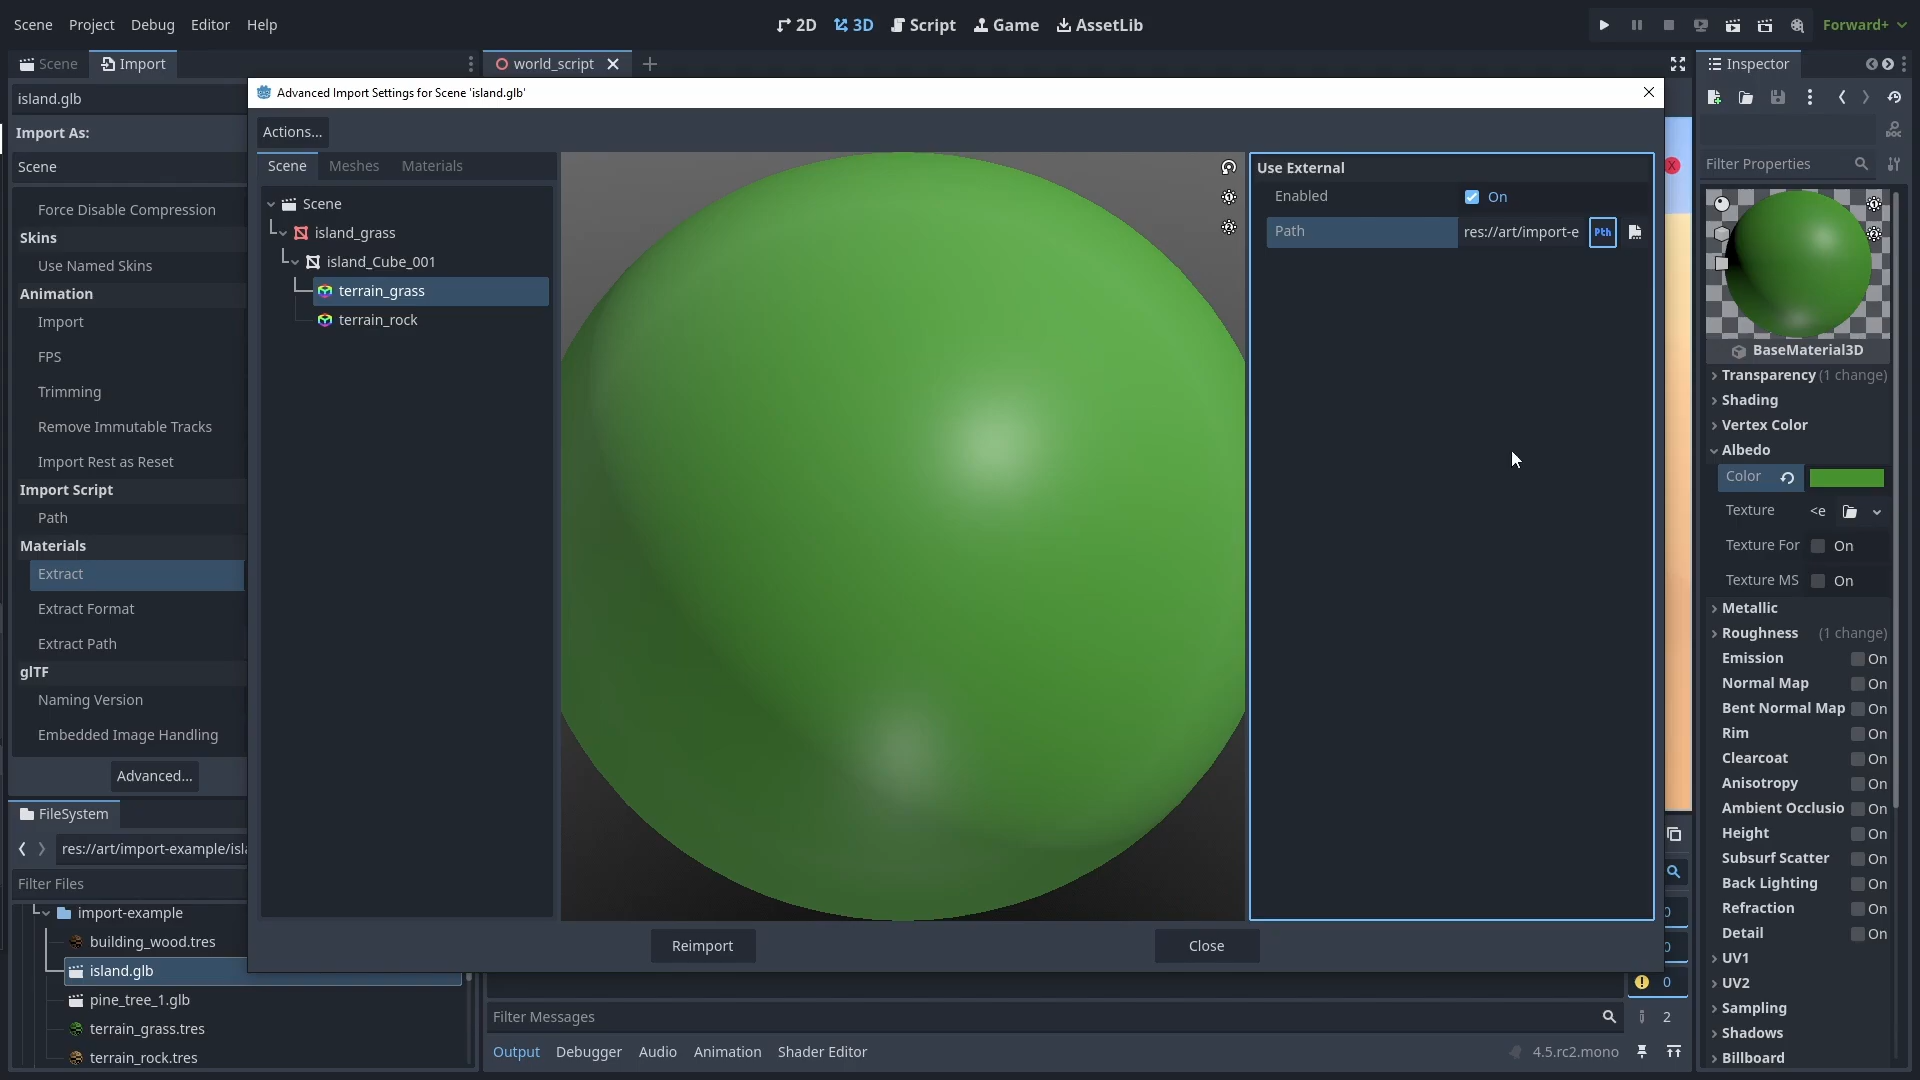 Scene Project Debug Editor Help
2D 3D Script Game AssetLib
Forward+
Scene Import
world_script
Inspector
island.glb
Advanced Import Settings for Scene 'island.glb'
Import As:
Scene
Force Disable Compression
Skins
Use Named Skins
Animation
Import
FPS
Trimming
Remove Immutable Tracks
Import Rest as Reset
Import Script
Path
Materials
Extract
Extract Format
Extract Path
glTF
Naming Version
Embedded Image Handling
Advanced...
FileSystem
res://art/import-example/isl
Filter Files
import-example
building_wood.tres
island.glb
pine_tree_1.glb
terrain_grass.tres
terrain_rock.tres
Actions...
Scene Meshes Materials
Scene
island_grass
island_Cube_001
terrain_grass
terrain_rock
Use External
Enabled On
Path res://art/import-e Pth
Reimport Close
Filter Messages
2
Output Debugger Audio Animation Shader Editor
4.5.rc2.mono
0
0
0
DOC
Filter Properties
BaseMaterial3D
Transparency (1 change)
Shading
Vertex Color
Albedo
Color
Texture <e
Texture For On
Texture MS On
Metallic
Roughness (1 change)
Emission On
Normal Map On
Bent Normal Map On
Rim On
Clearcoat On
Anisotropy On
Ambient Occlusio On
Height On
Subsurf Scatter On
Back Lighting On
Refraction On
Detail On
UV1
UV2
Sampling
Shadows
Billboard